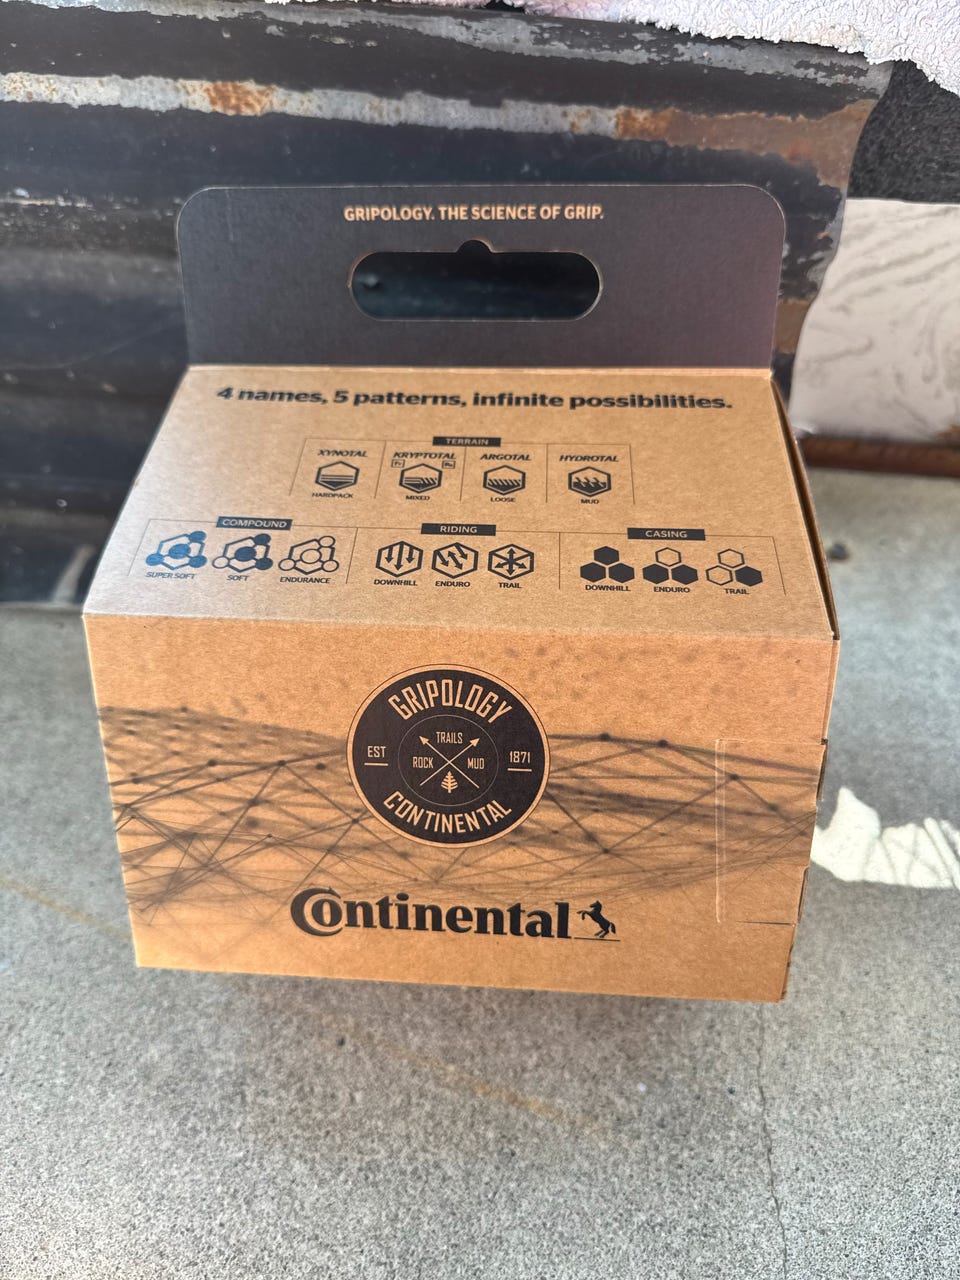 GRIPOLOGY. THE SCIENCE OF GRIP.
4 names, 5 patterns, infinite possibilities.
TERRAIN
XYNOTAL KRYPTOTAL ARGOTAL HYDROTAL
Fr Re
HARDPACK MIXED LOOSE MUD
COMPOUND RIDING CASING
SUPER SOFT SOFT ENDURANCE DOWNHILL ENDURO TRAIL DOWNHILL ENDURO TRAIL
GRIPOLOGY
EST TRAILS 1871
ROCK MUD
CONTINENTAL
Continental